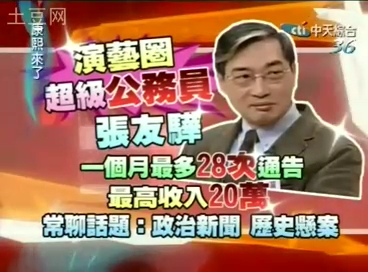 土豆网
康熙來了
cti 中天綜合
36
演藝圈
超級公務員
張友驊
一個月最多28次通告
最高收入20萬
常聊話題：政治新聞 歷史懸案